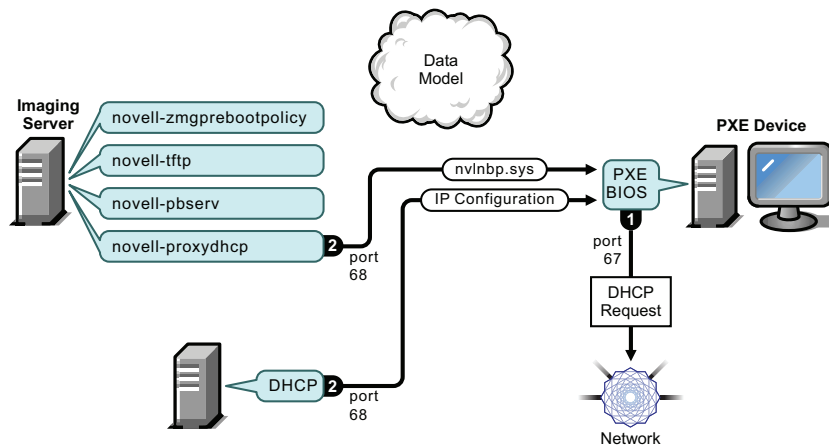 Data
Model
Imaging
Server
novell-zmgprebootpolicy
novell-tftp
novell-pbserv
novell-proxydhcp
2
port
68
nvlnbp.sys
IP Configuration
PXE
BIOS
1
port
67
PXE Device
DHCP
Request
DHCP
2
port
68
Network